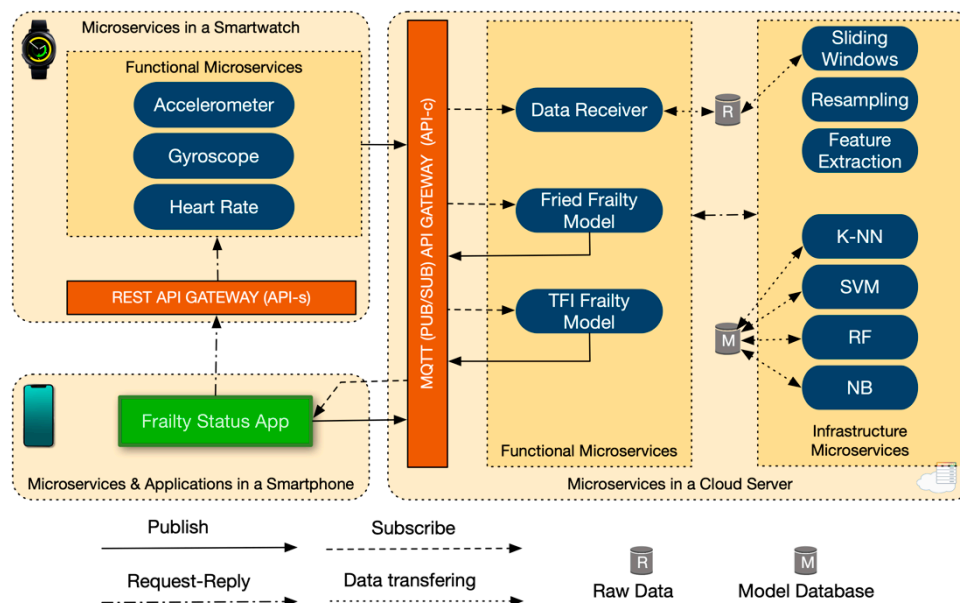 Microservices in a Smartwatch
Functional Microservices
Accelerometer
Gyroscope
Heart Rate
REST API GATEWAY (API-s)
Frailty Status App
Microservices & Applications in a Smartphone
MQTT (PUB/SUB) API GATEWAY (API-c)
Data Receiver
Fried Frailty
Model
TFI Frailty
Model
Functional Microservices
R
M
Sliding
Windows
Resampling
Feature
Extraction
K-NN
SVM
RF
NB
Infrastructure
Microservices
Microservices in a Cloud Server
Publish
Subscribe
Request-Reply
Data transfering
R
Raw Data
M
Model Database